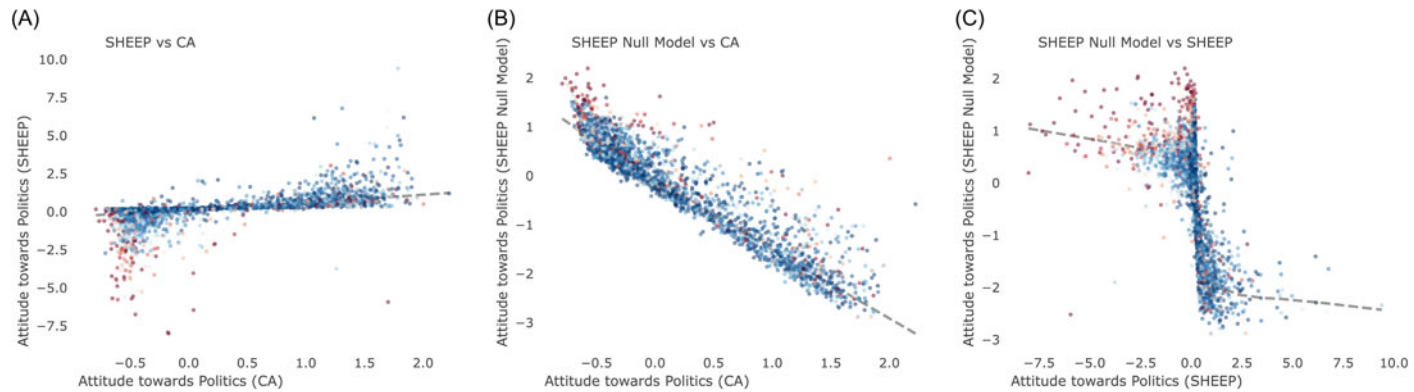 (A)
SHEEP vs CA
10.0
7.5
5.0
2.5
0.0
−2.5
−5.0
−7.5
Attitude towards Politics (SHEEP)
−0.5 0.0 0.5 1.0 1.5 2.0
Attitude towards Politics (CA)
(B)
SHEEP Null Model vs CA
2
1
0
−1
−2
−3
Attitude towards Politics (SHEEP Null Model)
−0.5 0.0 0.5 1.0 1.5 2.0
Attitude towards Politics (CA)
(C)
SHEEP Null Model vs SHEEP
2
1
0
−1
−2
−3
Attitude towards Politics (SHEEP Null Model)
−7.5 −5.0 −2.5 0.0 2.5 5.0 7.5 10.0
Attitude towards Politics (SHEEP)